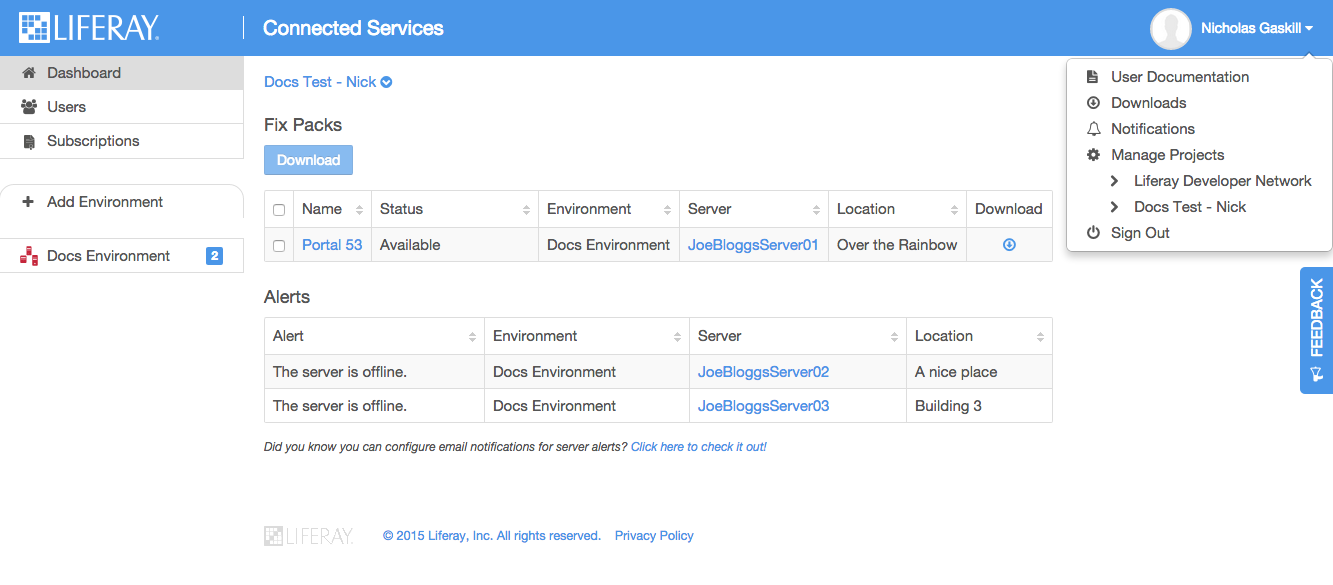 LIFERAY.
Connected Services
Nicholas Gaskill
Dashboard
Users
Subscriptions
Add Environment
Docs Environment 2
Docs Test - Nick
Fix Packs
Download
Name Status Environment Server Location Download
Portal 53 Available Docs Environment JoeBloggsServer01 Over the Rainbow
Alerts
Alert Environment Server Location
The server is offline. Docs Environment JoeBloggsServer02 A nice place
The server is offline. Docs Environment JoeBloggsServer03 Building 3
Did you know you can configure email notifications for server alerts? Click here to check it out!
User Documentation
Downloads
Notifications
Manage Projects
Liferay Developer Network
Docs Test - Nick
Sign Out
FEEDBACK
LIFERAY.
© 2015 Liferay, Inc. All rights reserved. Privacy Policy